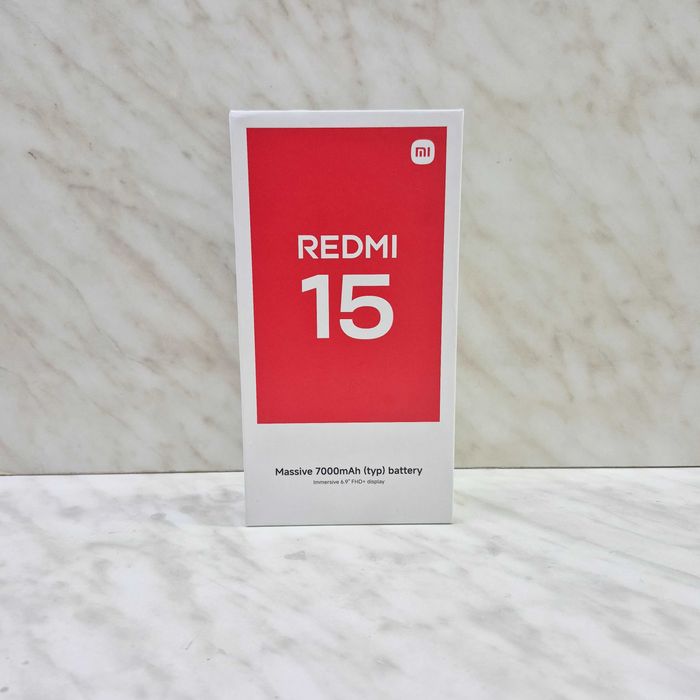 mi
REDMI
15
Massive 7000mAh (typ) battery
Immersive 6.9" FHD+ display